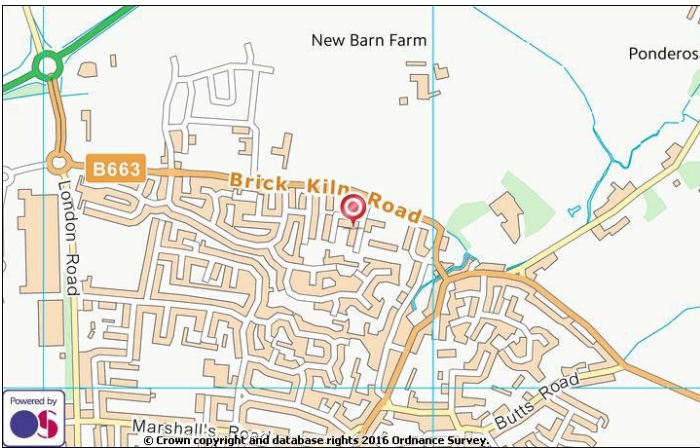 New Barn Farm
Ponderos
B663
Brick Kiln Road
London Road
Butts Road
Marshall's Road
Powered by
OS
© Crown copyright and database rights 2016 Ordnance Survey.